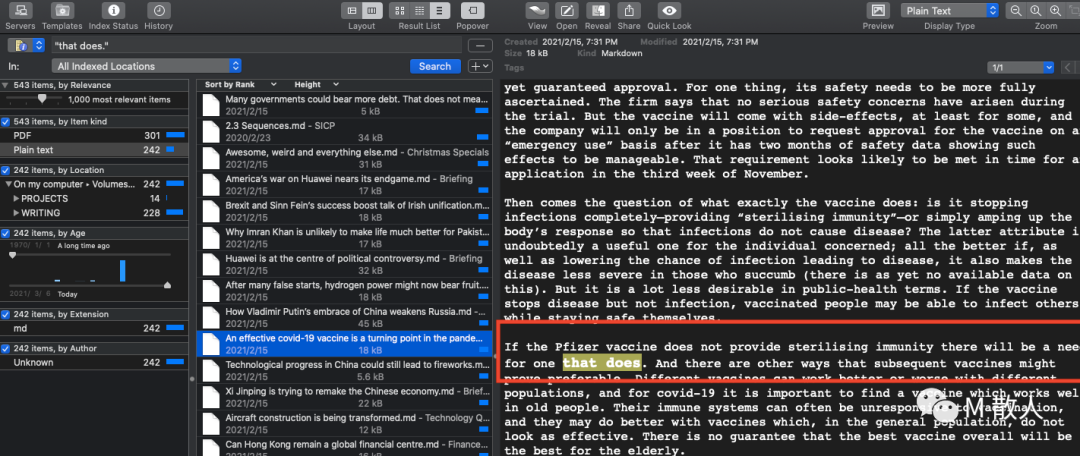 Servers Templates Index Status History Layout Result List Popover View Open Reveal Share Quick Look Preview Plain Text Display Type Zoom
"that does."
In: All Indexed Locations Search
543 items, by Relevance
1,000 most relevant items
543 items, by Item kind
PDF 301
Plain text 242
242 items, by Location
On my computer • Volumes... 242
PROJECTS 14
WRITING 228
242 items, by Age
1970/ 1/ 1 A long time ago
2021/ 3/ 6 Today
242 items, by Extension
md 242
242 items, by Author
Unknown 242
Sort by Rank Height
Many governments could bear more debt. That does not mea...
2021/2/15 5 kB
2.3 Sequences.md - SICP
2020/2/23 34 kB
Awesome, weird and everything else.md - Christmas Specials
2021/2/15 31 kB
America's war on Huawei nears its endgame.md - Briefing
2021/2/15 17 kB
Brexit and Sinn Fein's success boost talk of Irish unification.m...
2021/2/15 18 kB
Why Imran Khan is unlikely to make life much better for Pakist...
2021/2/15 17 kB
Huawei is at the centre of political controversy.md - Briefing
2021/2/15 32 kB
After many false starts, hydrogen power might now bear fruit....
2021/2/15 18 kB
How Vladimir Putin's embrace of China weakens Russia.md - ...
2021/2/15 45 kB
An effective covid-19 vaccine is a turning point in the pande...
2021/2/15 18 kB
Technological progress in China could still lead to fireworks.m...
2021/2/15 5.6 kB
Xi Jinping is trying to remake the Chinese economy.md - Brief...
2021/2/15 22 kB
Aircraft construction is being transformed.md - Technology Q...
2021/2/15 22 kB
Can Hong Kong remain a global financial centre.md - Finance...
2021/2/15 16 kB
Created 2021/2/15, 7:31 PM Modified 2021/2/15, 7:31 PM
Size 18 kB Kind Markdown
Tags
1/1
yet guaranteed approval. For one thing, its safety needs to be more fully
ascertained. The firm says that no serious safety concerns have arisen during
the trial. But the vaccine will come with side-effects, at least for some, and
the company will only be in a position to request approval for the vaccine on a
“emergency use” basis after it has two months of safety data showing such
effects to be manageable. That requirement looks likely to be met in time for a
application in the third week of November.
Then comes the question of what exactly the vaccine does: is it stopping
infections completely—providing “sterilising immunity”—or simply amping up the
body’s response so that infections do not cause disease? The latter attribute i
undoubtedly a useful one for the individual concerned; all the better if, as
well as lowering the chance of infection leading to disease, it also makes the
disease less severe in those who succumb (there is as yet no available data on
this). But it is a lot less desirable in public-health terms. If the vaccine
stops disease but not infection, vaccinated people may be able to infect others
while staying safe themselves.
If the Pfizer vaccine does not provide sterilising immunity there will be a nee
for one that does. And there are other ways that subsequent vaccines might
prove preferable. Different vaccines can work better or worse with different
populations, and for covid-19 it is important to find a vaccine which works wel
in old people. Their immune systems can often be unrespon
and they may do better with vaccines which, in the general population, do not
look as effective. There is no guarantee that the best vaccine overall will be
the best for the elderly.
M 散人